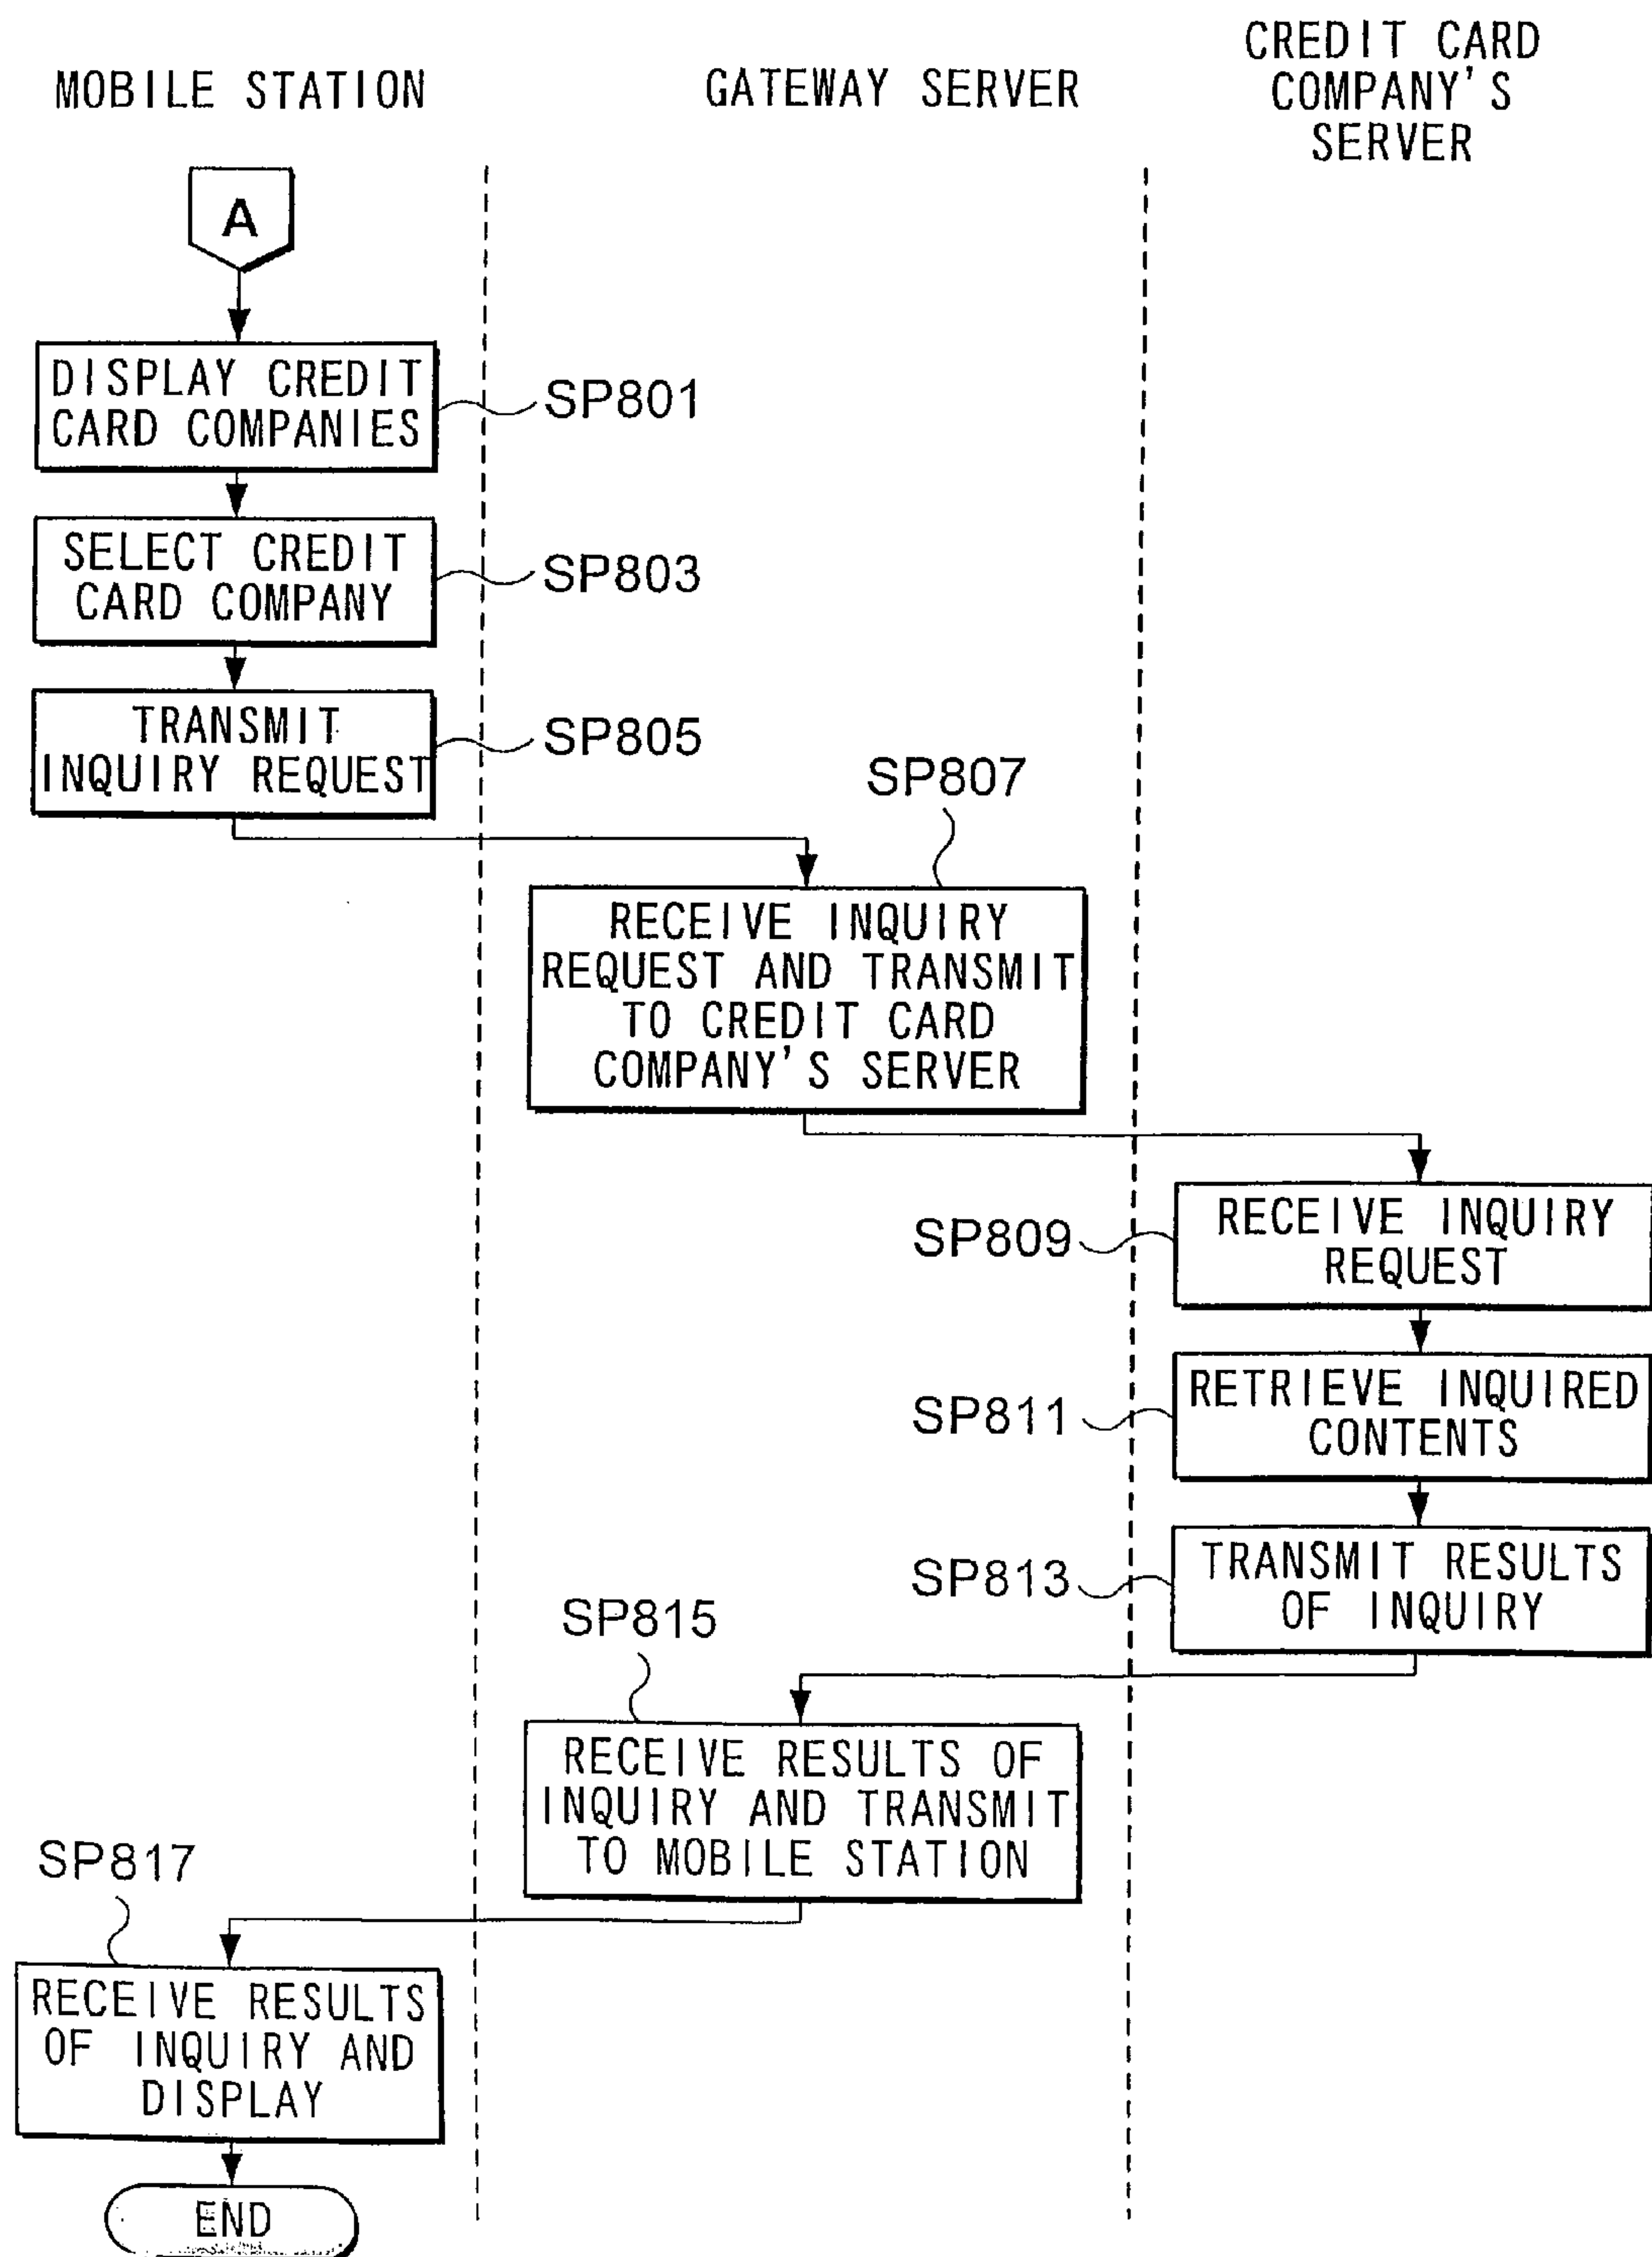 MOBILE STATION
GATEWAY SERVER
CREDIT CARD
COMPANY'S
SERVER
A
DISPLAY CREDIT
CARD COMPANIES
SP801
SELECT CREDIT
CARD COMPANY
SP803
TRANSMIT
INQUIRY REQUEST
SP805
SP807
RECEIVE INQUIRY
REQUEST AND TRANSMIT
TO CREDIT CARD
COMPANY'S SERVER
SP809
RECEIVE INQUIRY
REQUEST
SP811
RETRIEVE INQUIRED
CONTENTS
SP813
TRANSMIT RESULTS
OF INQUIRY
SP815
RECEIVE RESULTS OF
INQUIRY AND TRANSMIT
TO MOBILE STATION
SP817
RECEIVE RESULTS
OF INQUIRY AND
DISPLAY
END